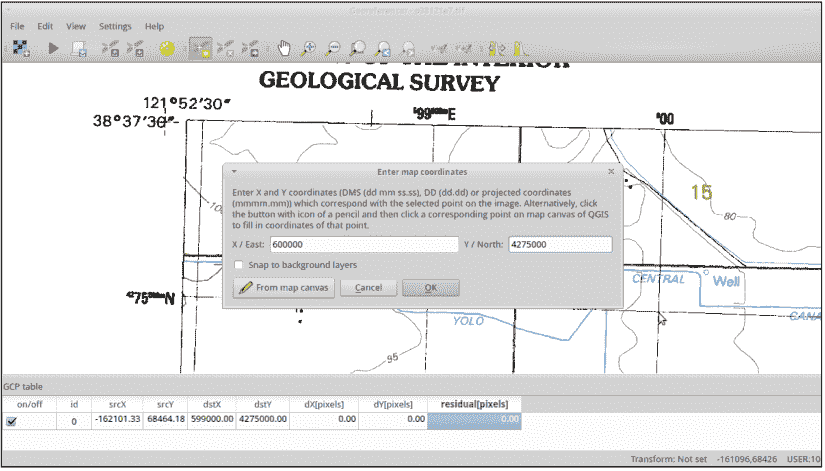 File Edit View Settings Help
GEOLOGICAL SURVEY
121°52'30"
38°37'30"
'00
15
80
Enter map coordinates
Enter X and Y coordinates (DMS (dd mm ss.ss), DD (dd.dd) or projected coordinates
(mmmm.mm)) which correspond with the selected point on the image. Alternatively, click
the button with icon of a pencil and then click a corresponding point on map canvas of QGIS
to fill in coordinates of that point.
X / East: 600000 Y / North: 4275000
Snap to background layers
From map canvas Cancel OK
CENTRAL Well
YOLO
95
GCP table
on/off id srcX srcY dstX dstY dX[pixels] dY[pixels] residual[pixels]
0 -162101.33 68464.18 599000.00 4275000.00 0.00 0.00 0.00
Transform: Not set -161096,68426 USER:10